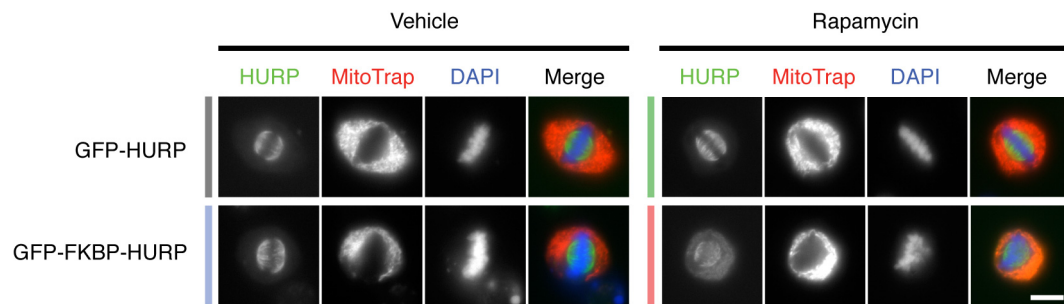 Vehicle Rapamycin
HURP MitoTrap DAPI Merge HURP MitoTrap DAPI Merge
GFP-HURP
GFP-FKBP-HURP